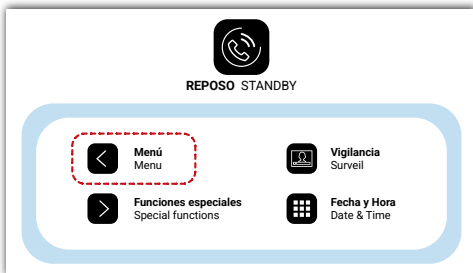 REPOSO STANDBY
Menú
Menu
Vigilancia
Surveil
Funciones especiales
Special functions
Fecha y Hora
Date & Time